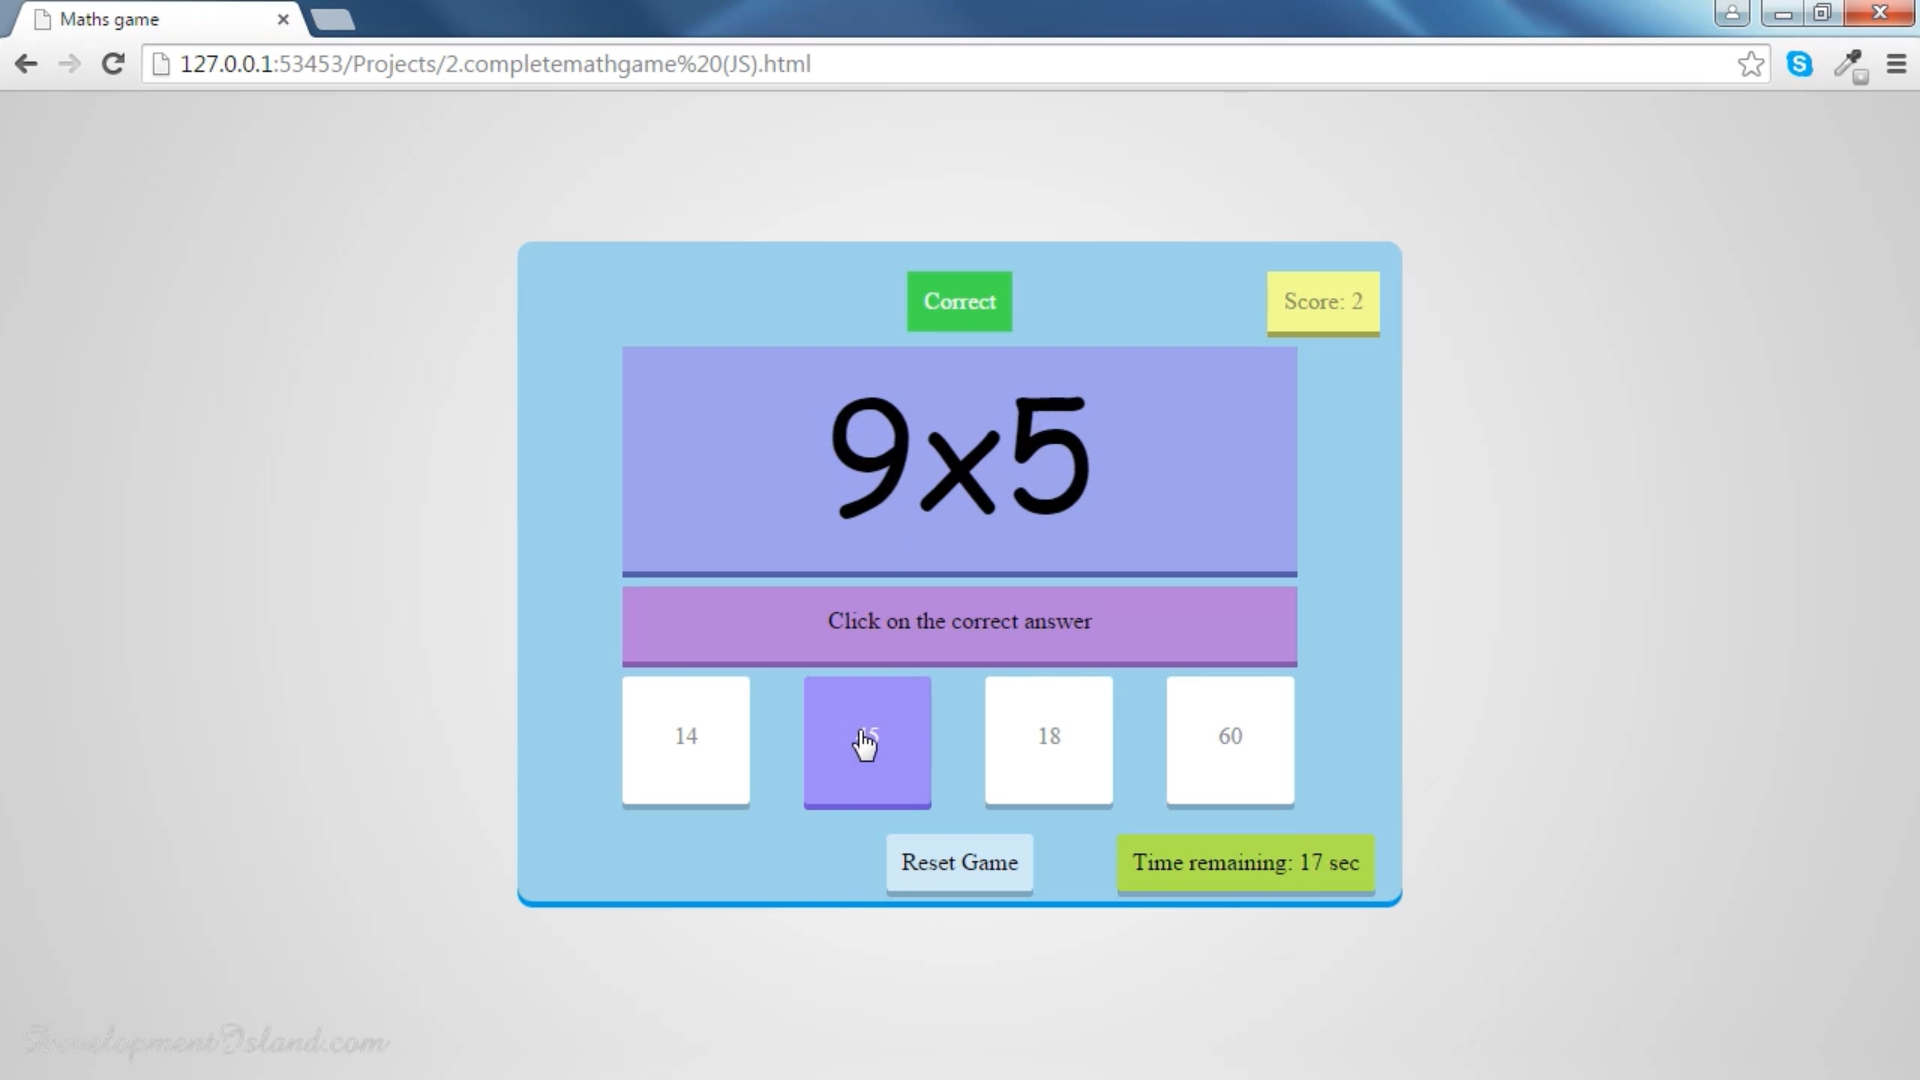 Maths game
127.0.0.1:53453/Projects/2.completemathgame%20(JS).html
Correct
Score: 2
9x5
Click on the correct answer
14
18
60
Reset Game
Time remaining: 17 sec
DevelopmentIsland.com